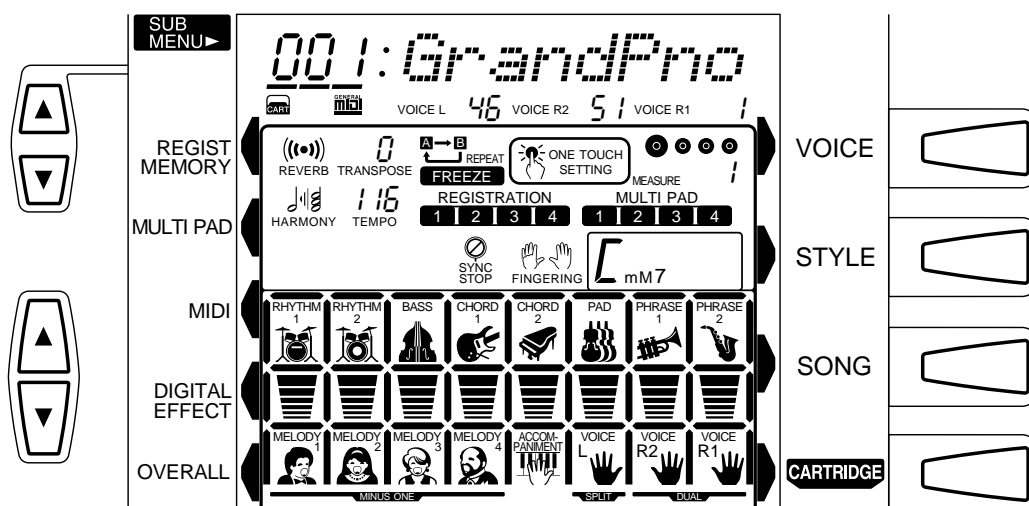 SUB
MENU►
001:GrandPno
CART
GENERAL
MIDI
VOICE L 46 VOICE R2 51 VOICE R1 1
REGIST
MEMORY
MULTI PAD
MIDI
DIGITAL
EFFECT
OVERALL
REVERB
0
TRANSPOSE
A→B
REPEAT
FREEZE
ONE TOUCH
SETTING
MEASURE 1
HARMONY
116
TEMPO
REGISTRATION
1 2 3 4
MULTI PAD
1 2 3 4
SYNC
STOP
FINGERING
C mM7
RHYTHM
1
RHYTHM
2
BASS
CHORD
1
CHORD
2
PAD
PHRASE
1
PHRASE
2
MELODY
1
MELODY
2
MELODY
3
MELODY
4
ACCOM-
PANIMENT
VOICE
L
VOICE
R2
VOICE
R1
MINUS ONE
SPLIT
DUAL
VOICE
STYLE
SONG
CARTRIDGE